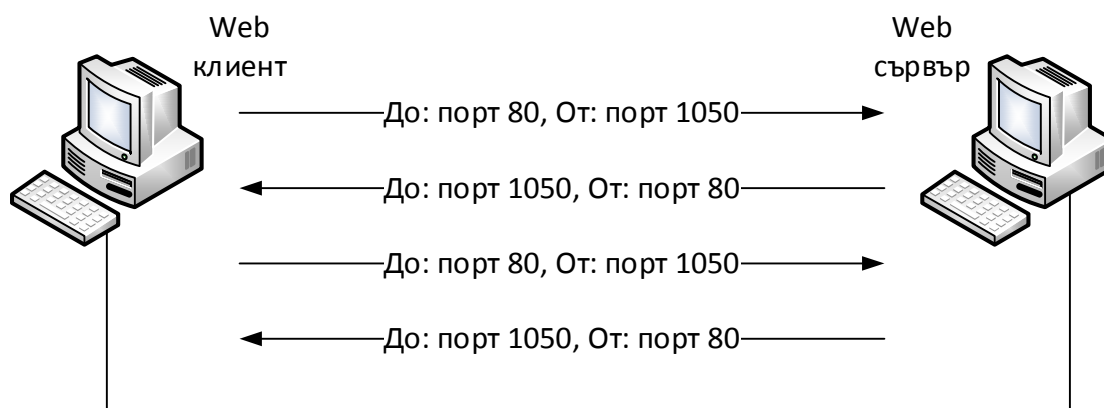 Web
клиент
Web
сървър
До: порт 80, От: порт 1050
До: порт 1050, От: порт 80
До: порт 80, От: порт 1050
До: порт 1050, От: порт 80